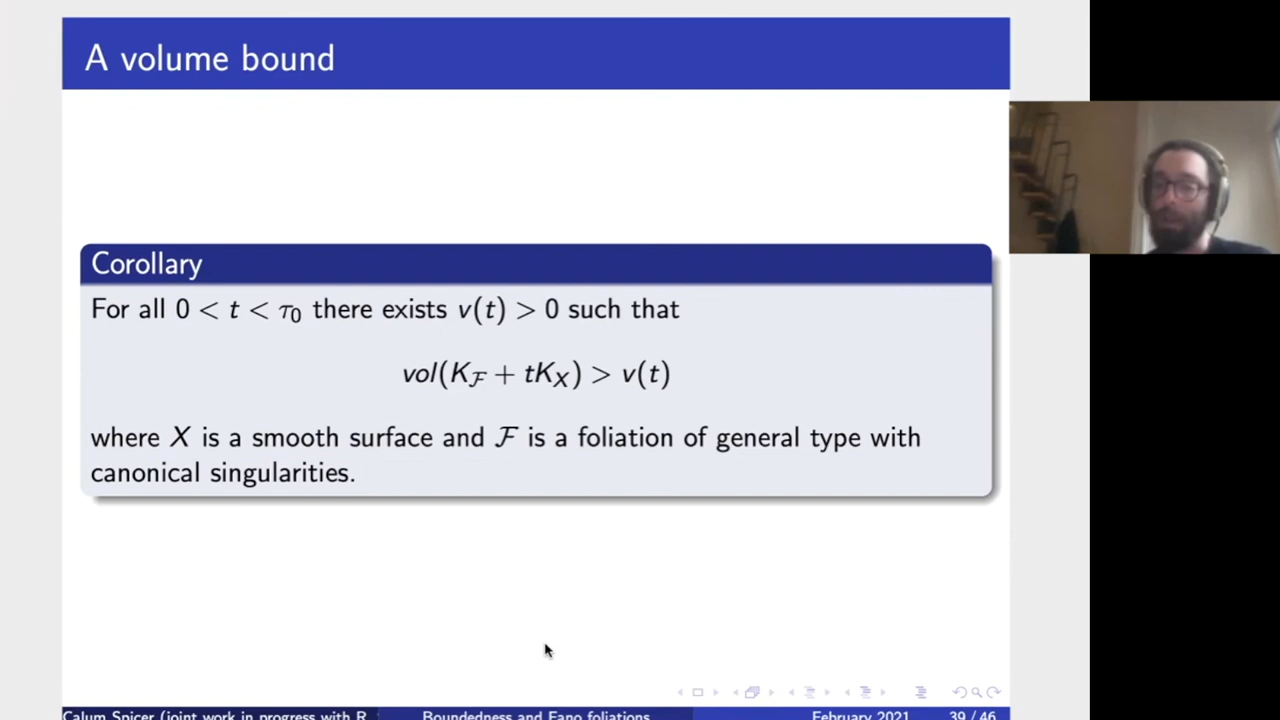 A volume bound
Corollary
For all 0 < t < τ₀ there exists v(t) > 0 such that
vol(K_ℱ + tK_X) > v(t)
where X is a smooth surface and ℱ is a foliation of general type with
canonical singularities.
Calum Spicer (joint work in progress with R.
Boundedness and Fano foliations
February 2021
39 / 46